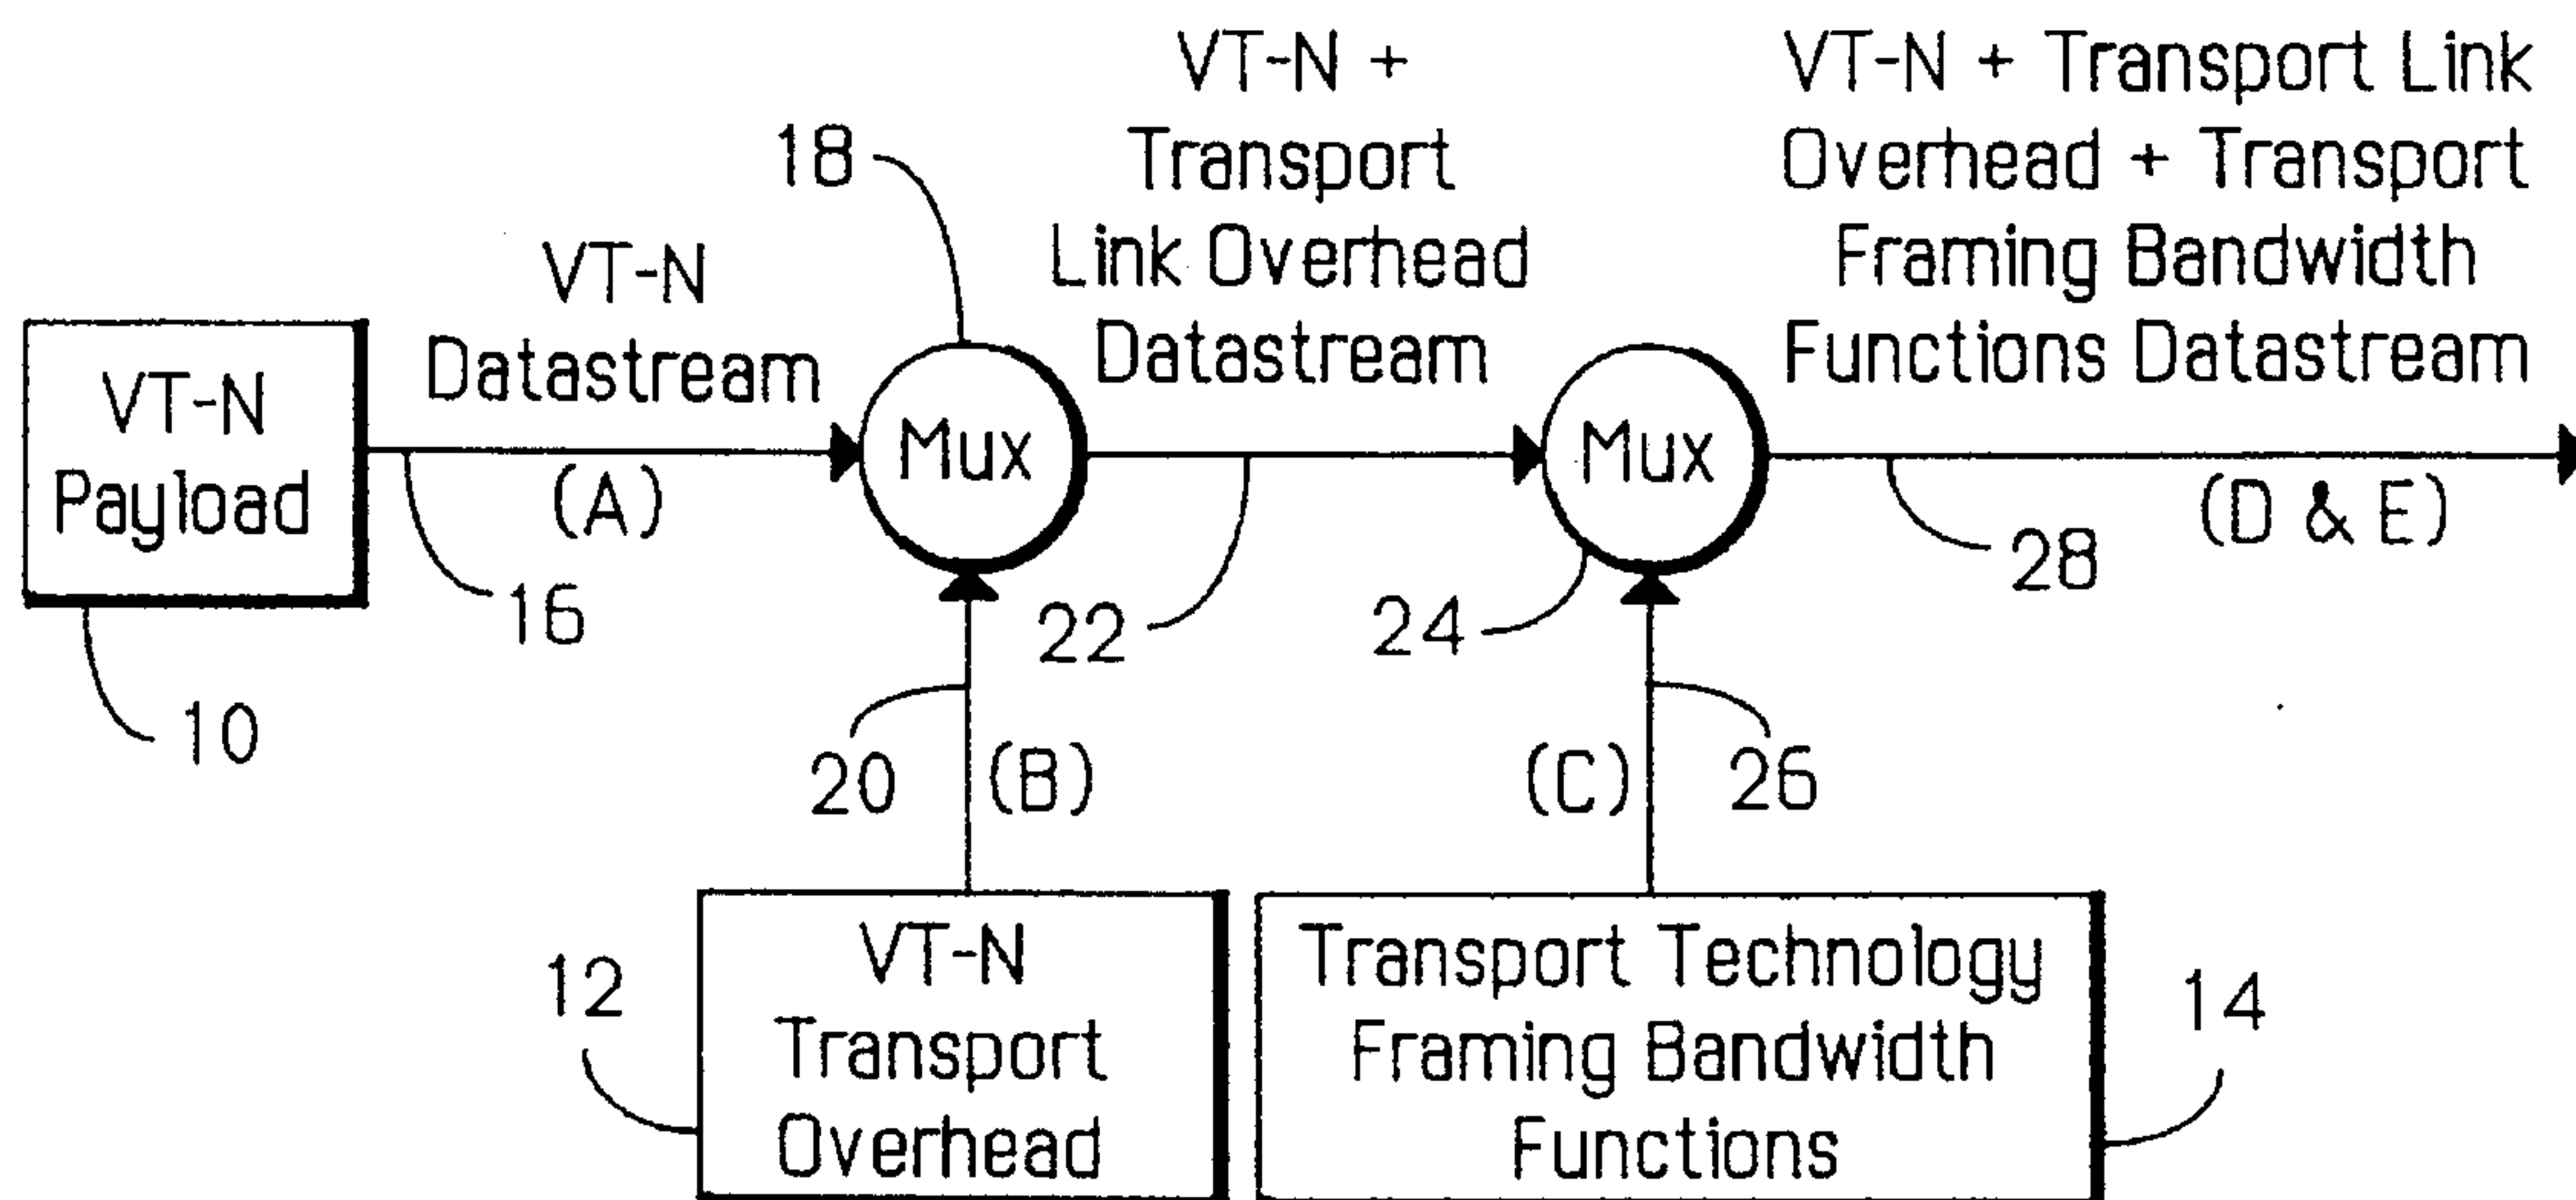 VT-N +
Transport
Link Overhead
Datastream
VT-N + Transport Link
Overhead + Transport
Framing Bandwidth
Functions Datastream
18
VT-N
Datastream
VT-N
Payload
Mux
Mux
(A)
(D & E)
16
22
24
28
10
20
(B)
(C)
26
12
VT-N
Transport
Overhead
Transport Technology
Framing Bandwidth
Functions
14